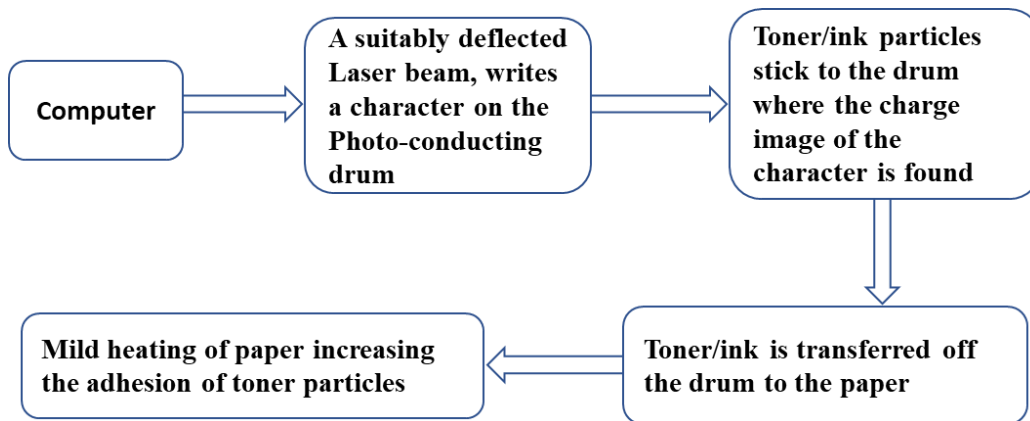 Computer
A suitably deflected
Laser beam, writes
a character on the
Photo-conducting
drum
Toner/ink particles
stick to the drum
where the charge
image of the
character is found
Toner/ink is transferred off
the drum to the paper
Mild heating of paper increasing
the adhesion of toner particles